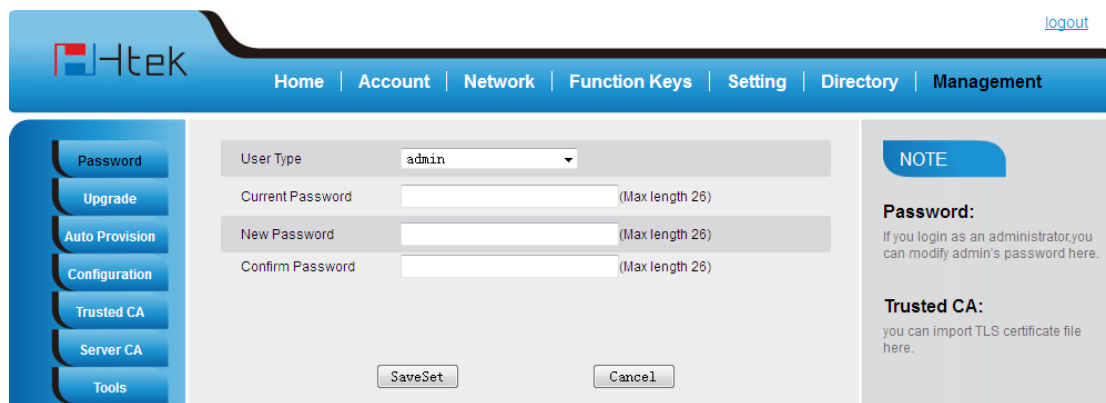 logout
Htek
Home Account Network Function Keys Setting Directory Management
Password
Upgrade
Auto Provision
Configuration
Trusted CA
Server CA
Tools
User Type admin
Current Password (Max length 26)
New Password (Max length 26)
Confirm Password (Max length 26)
SaveSet Cancel
NOTE
Password:
If you login as an administrator,you
can modify admin's password here.
Trusted CA:
you can import TLS certificate file
here.